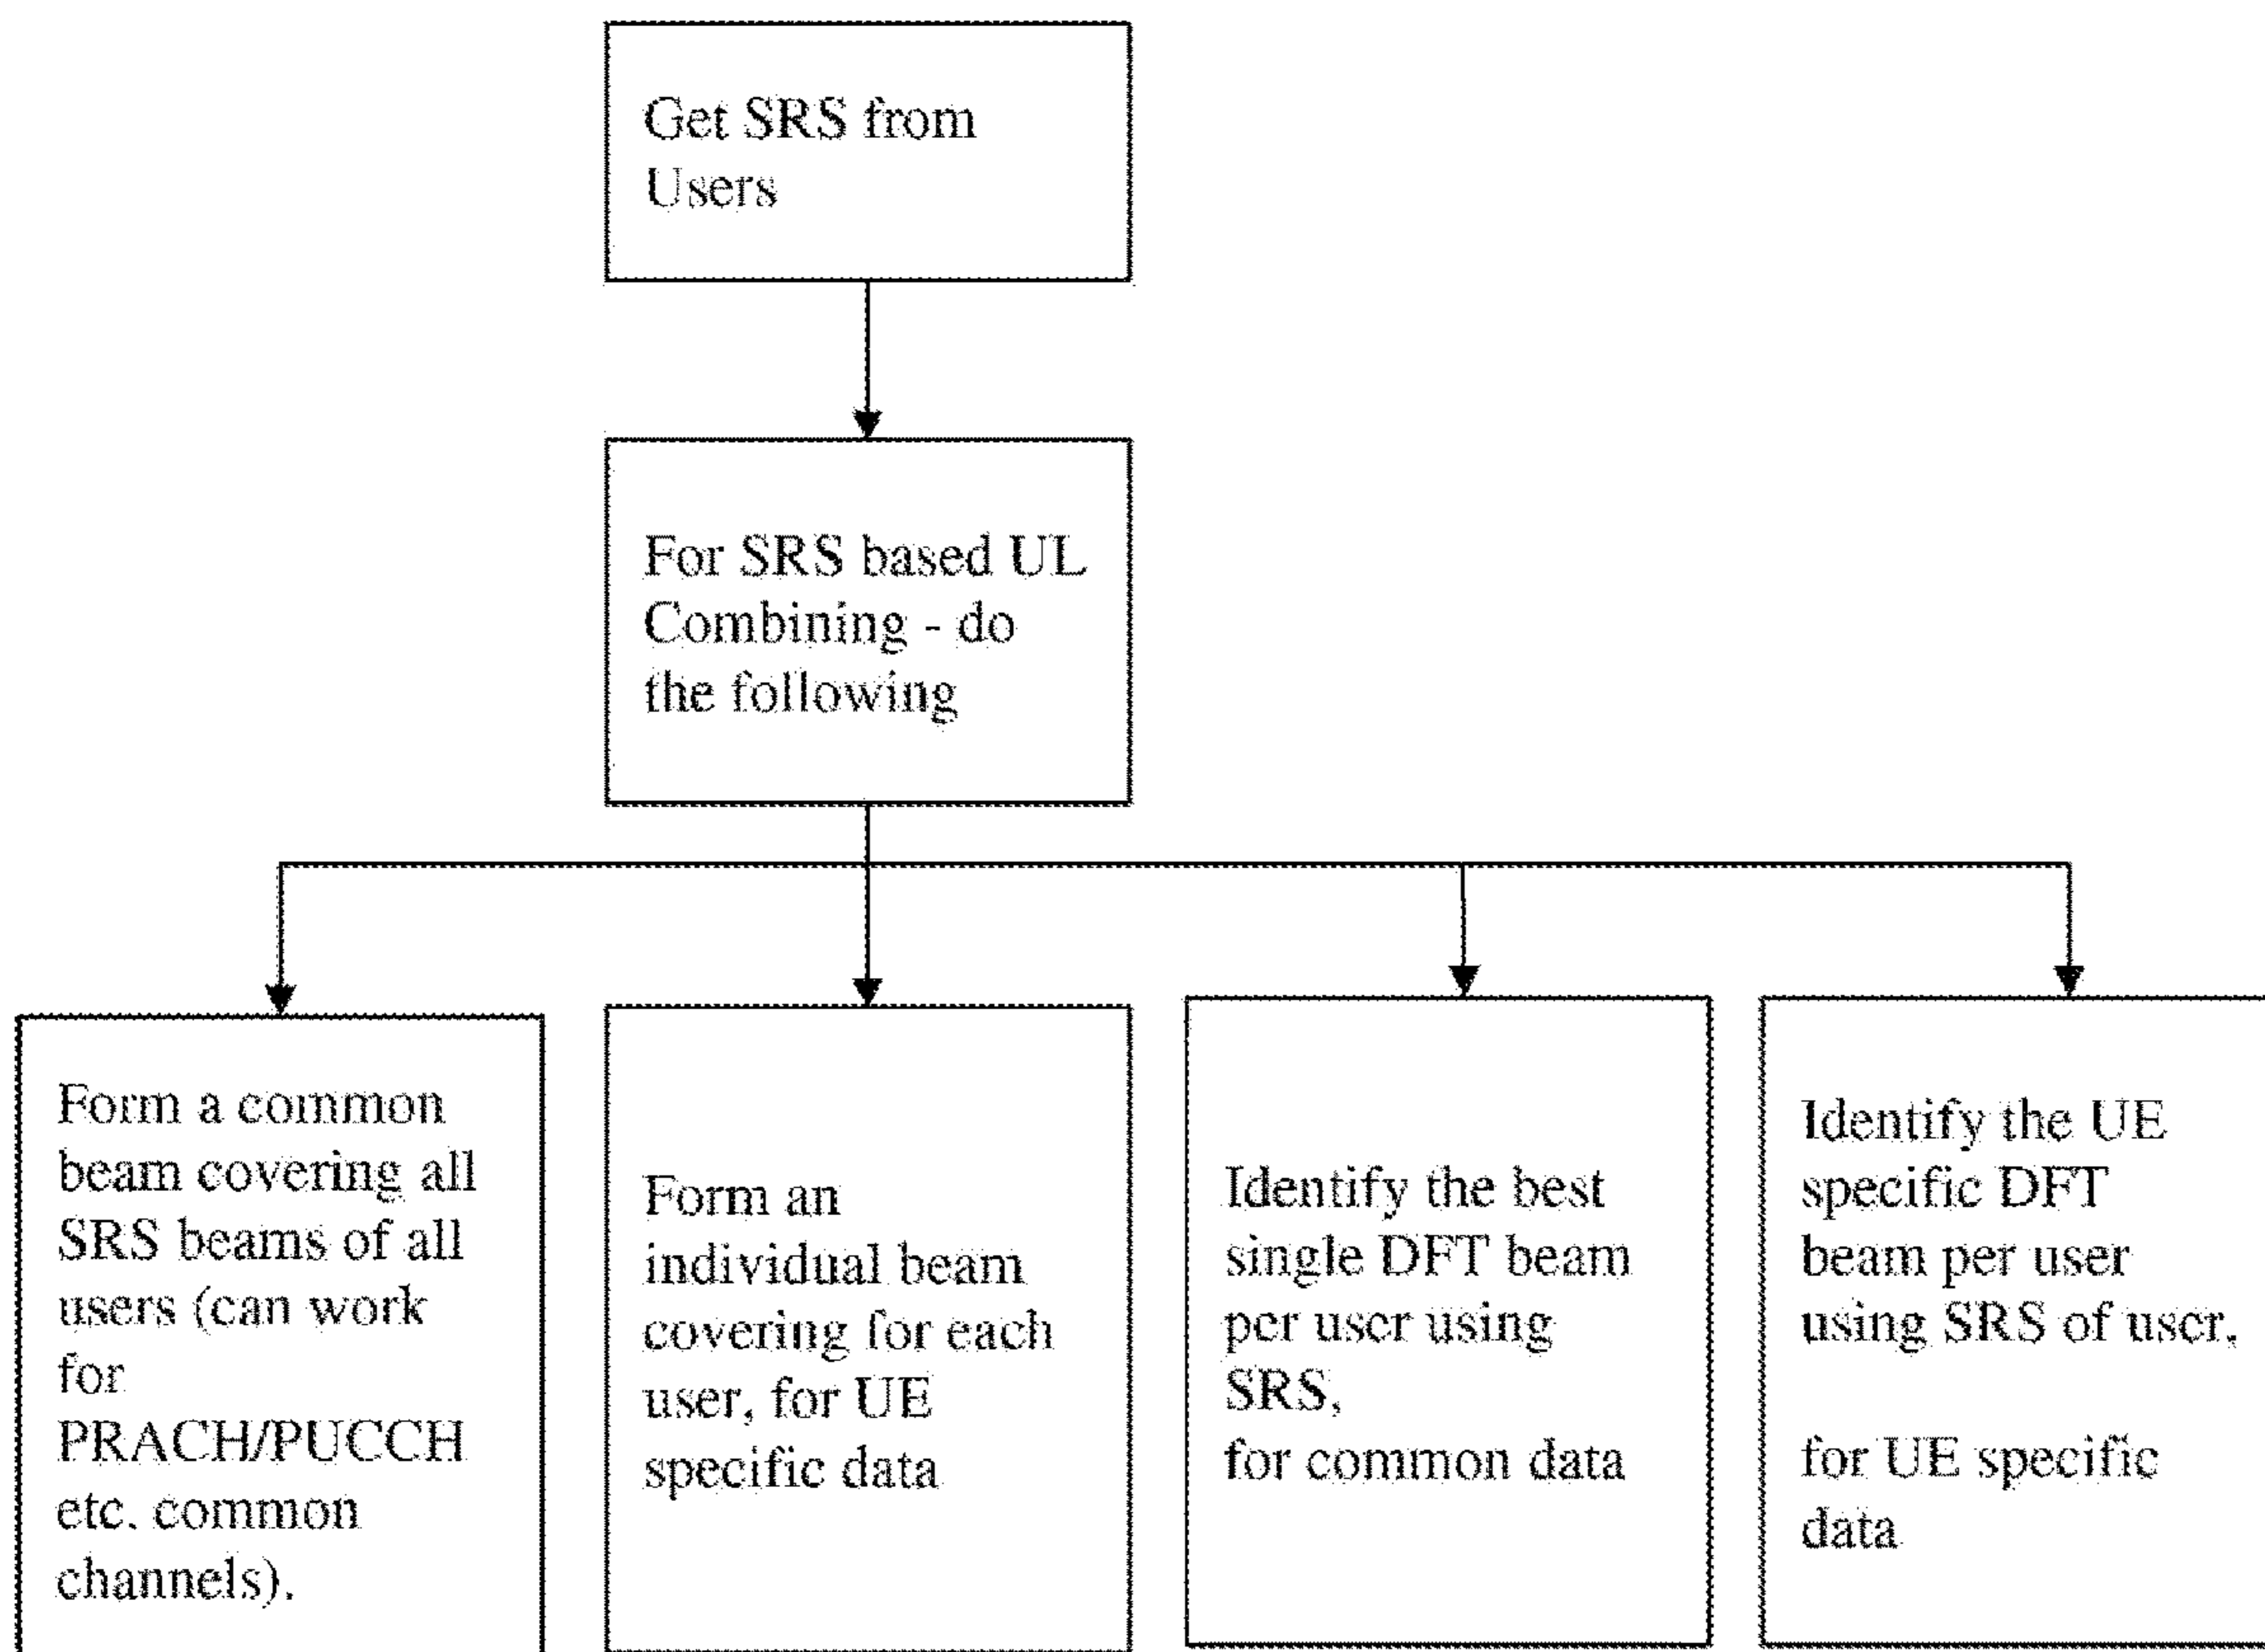 Get SRS from
Users
For SRS based UL
Combining - do
the following
Form a common
beam covering all
SRS beams of all
users (can work
for
PRACH/PUCCH
etc. common
channels).
Form an
individual beam
covering for each
user, for UE
specific data
Identify the best
single DFT beam
per user using
SRS,
for common data
Identify the UE
specific DFT
beam per user
using SRS of user,
for UE specific
data